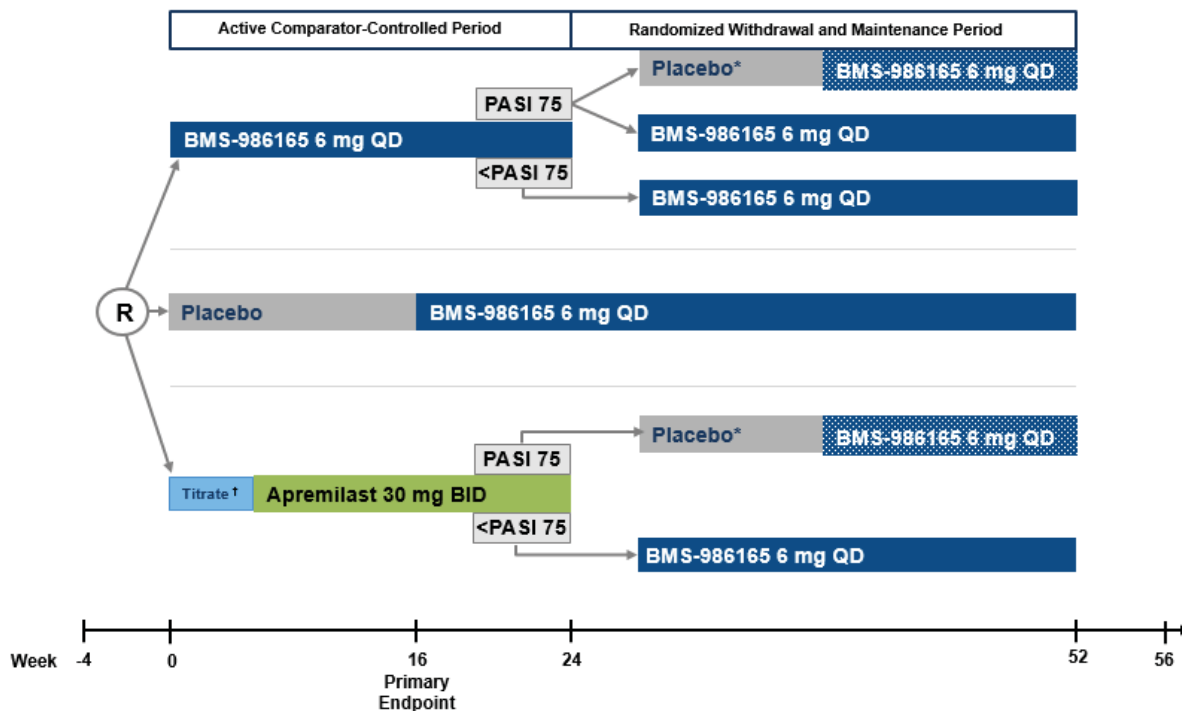 Active Comparator-Controlled Period
Randomized Withdrawal and Maintenance Period
Placebo*
BMS-986165 6 mg QD
PASI 75
BMS-986165 6 mg QD
BMS-986165 6 mg QD
<PASI 75
BMS-986165 6 mg QD
R
Placebo
BMS-986165 6 mg QD
Placebo*
BMS-986165 6 mg QD
PASI 75
Titrate †
Apremilast 30 mg BID
<PASI 75
BMS-986165 6 mg QD
Week -4 0 16 24 52 56
Primary
Endpoint